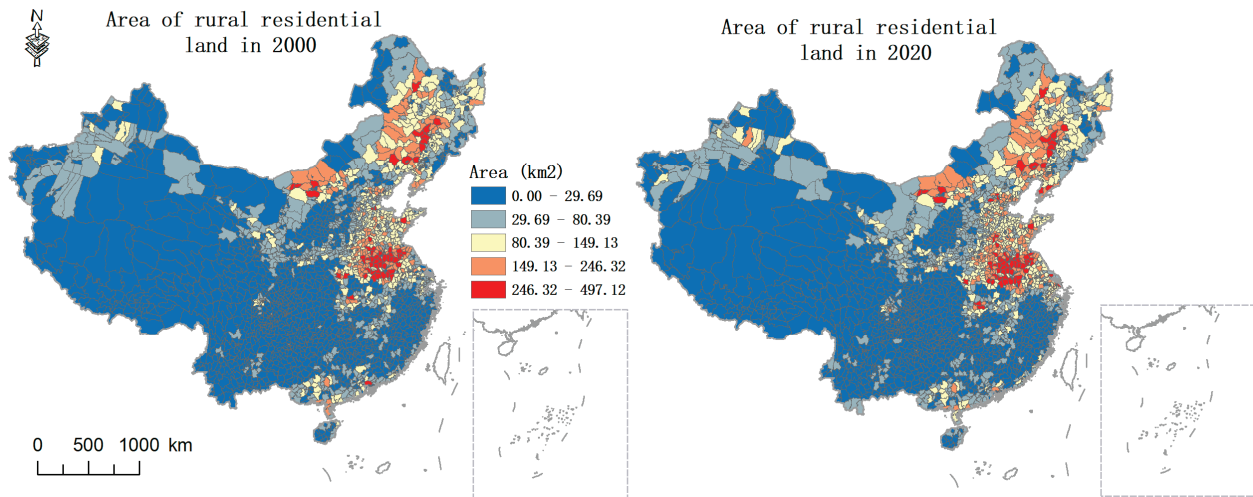 N
Area of rural residential
land in 2000
Area of rural residential
land in 2020
Area (km2)
0.00 - 29.69
29.69 - 80.39
80.39 - 149.13
149.13 - 246.32
246.32 - 497.12
0 500 1000 km